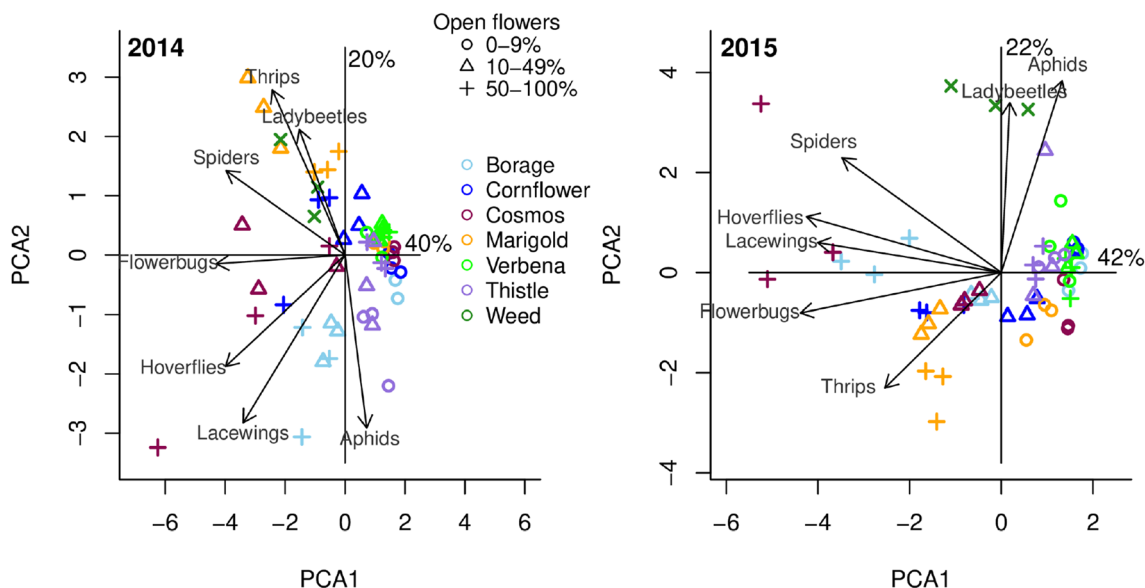 2014
20%
Open flowers
0–9%
10–49%
50–100%
Thrips
Ladybeetles
Spiders
40%
Flowerbugs
Hoverflies
Lacewings
Aphids
Borage
Cornflower
Cosmos
Marigold
Verbena
Thistle
Weed
3
2
1
0
−1
−2
−3
PCA2
−6 −4 −2 0 2 4 6
PCA1
2015
22%
Aphids
Ladybeetles
Spiders
Hoverflies
Lacewings
42%
Flowerbugs
Thrips
4
2
0
−2
−4
PCA2
−6 −4 −2 0 2
PCA1